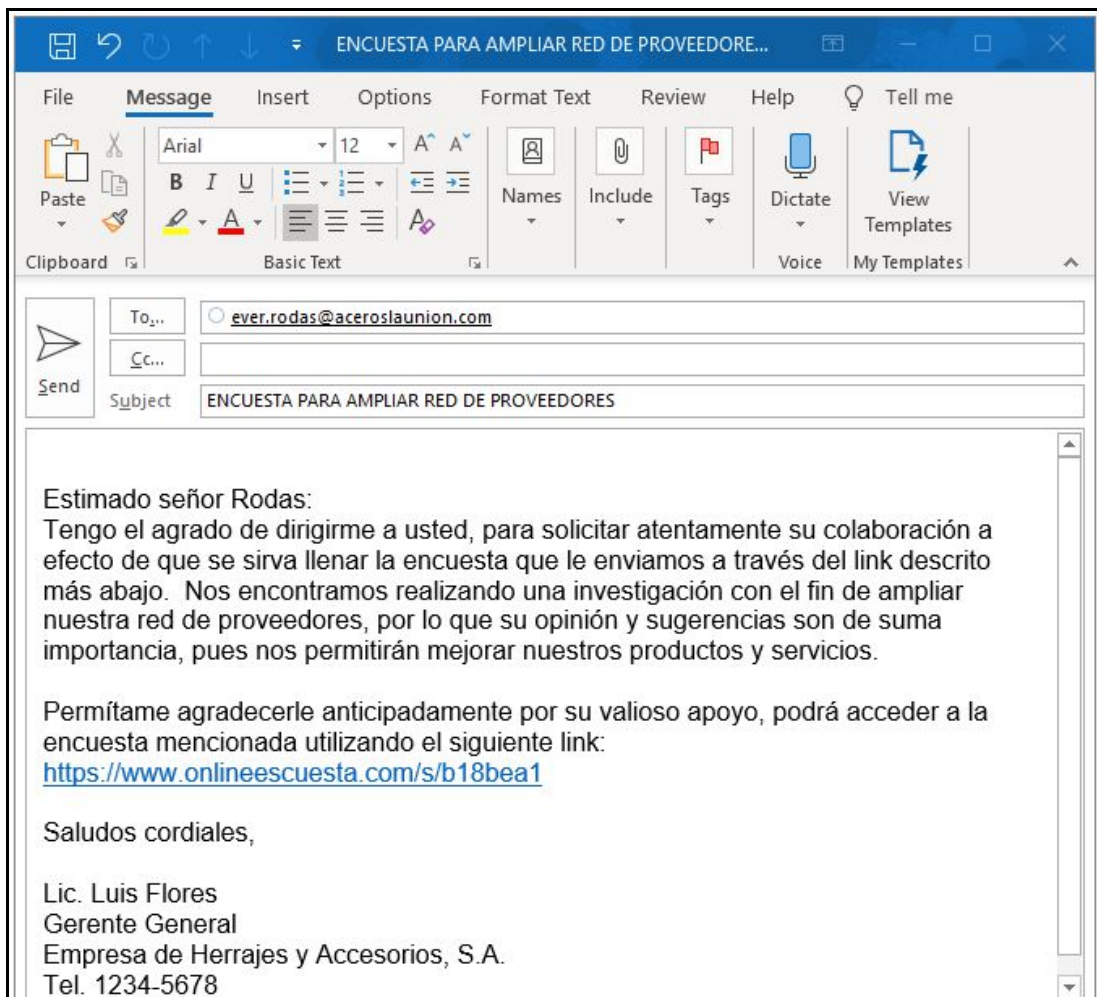 ENCUESTA PARA AMPLIAR RED DE PROVEEDORE...
File Message Insert Options Format Text Review Help Tell me
Arial 12
Paste B I U Names Include Tags Dictate View Templates
Clipboard Basic Text Voice My Templates
To... ever.rodas@aceroslaunion.com
Cc...
Send
Subject ENCUESTA PARA AMPLIAR RED DE PROVEEDORES
Estimado señor Rodas:
Tengo el agrado de dirigirme a usted, para solicitar atentamente su colaboración a
efecto de que se sirva llenar la encuesta que le enviamos a través del link descrito
más abajo.  Nos encontramos realizando una investigación con el fin de ampliar
nuestra red de proveedores, por lo que su opinión y sugerencias son de suma
importancia, pues nos permitirán mejorar nuestros productos y servicios.
Permítame agradecerle anticipadamente por su valioso apoyo, podrá acceder a la
encuesta mencionada utilizando el siguiente link:
https://www.onlineescuesta.com/s/b18bea1
Saludos cordiales,
Lic. Luis Flores
Gerente General
Empresa de Herrajes y Accesorios, S.A.
Tel. 1234-5678